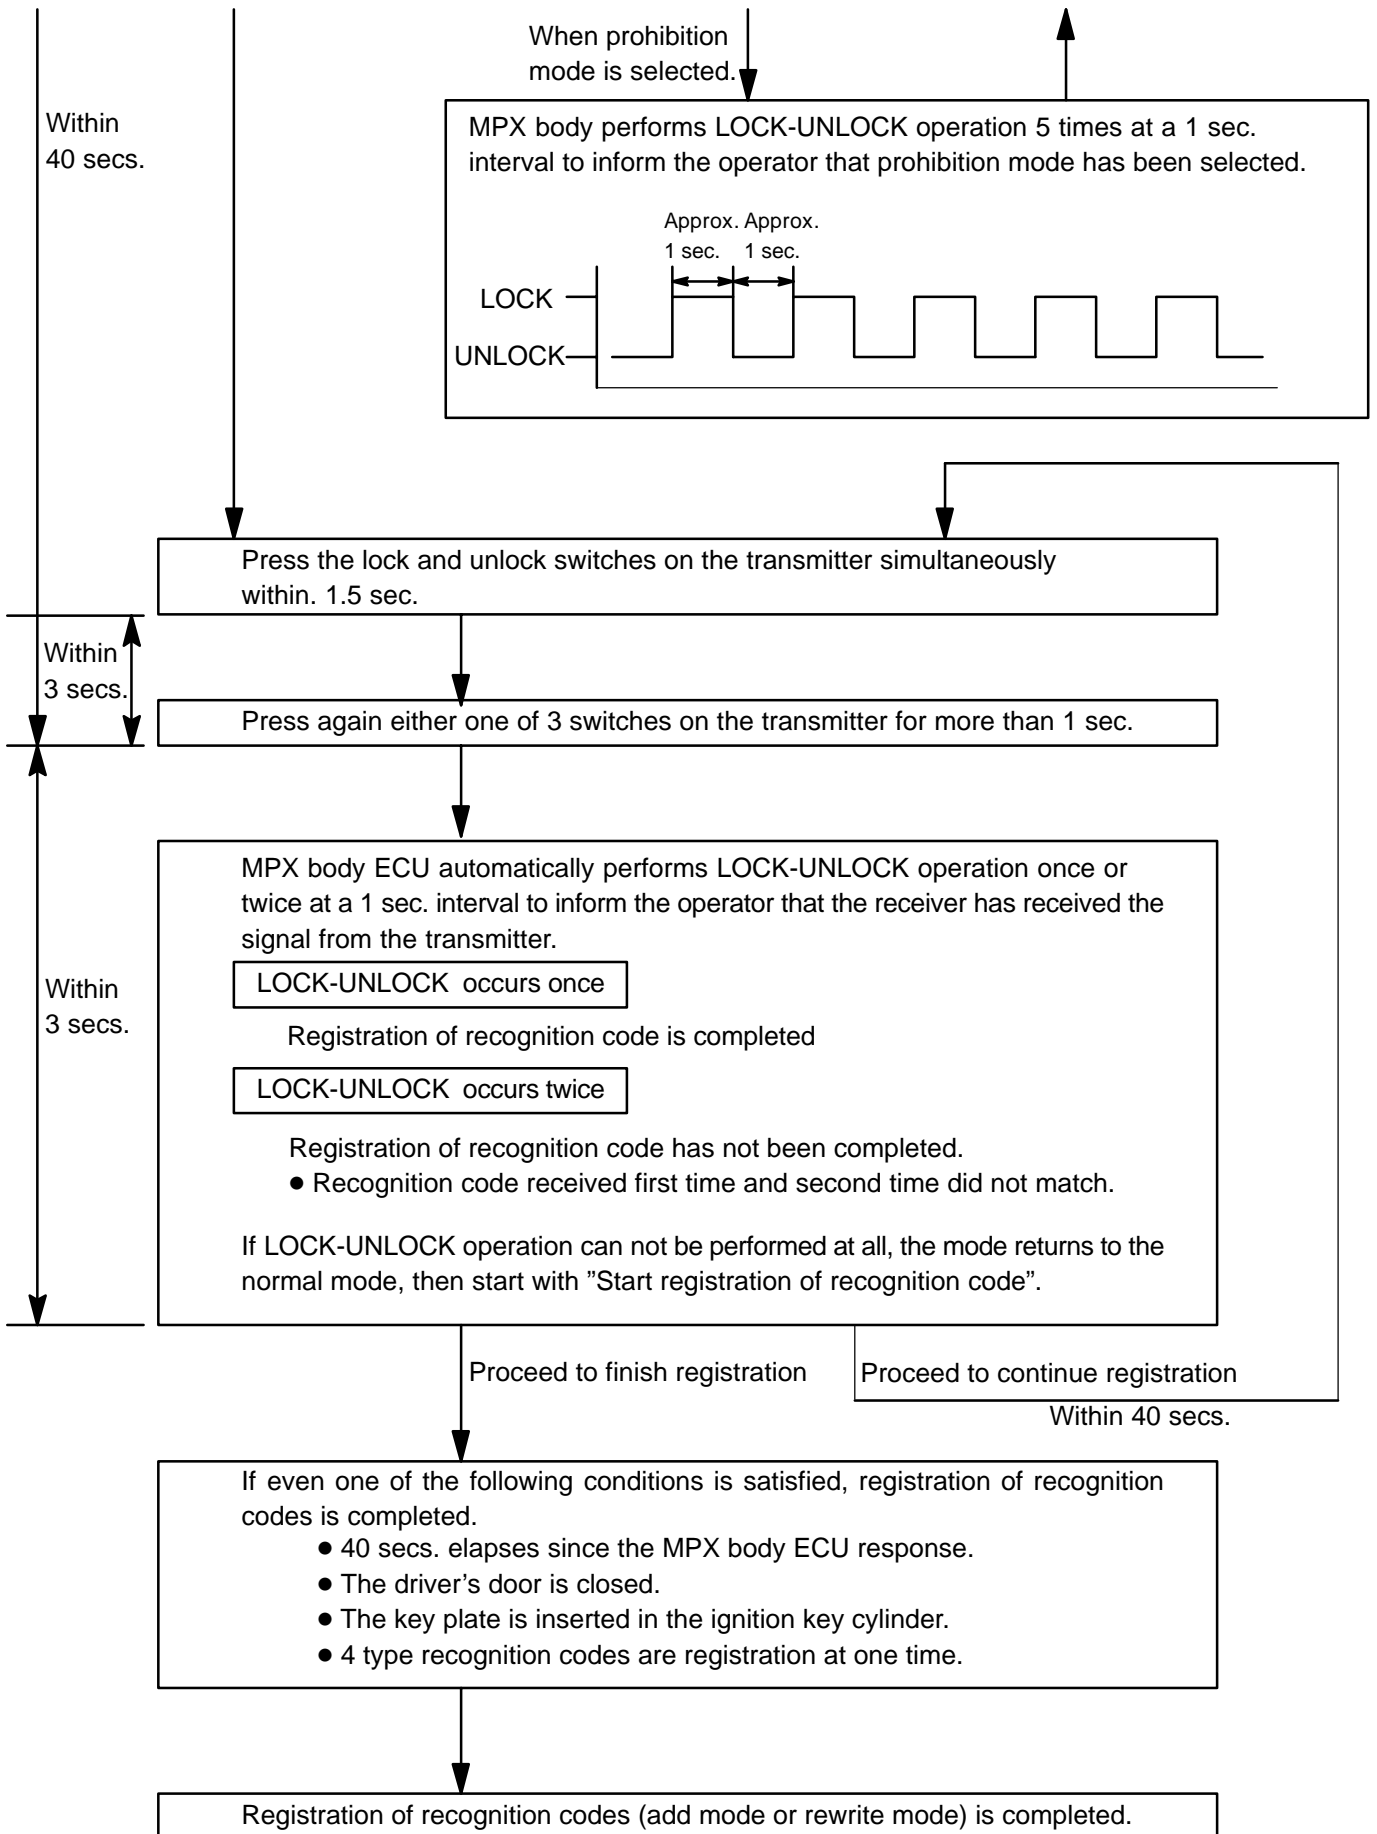 When prohibition
mode is selected.
Within
40 secs.
MPX body performs LOCK-UNLOCK operation 5 times at a 1 sec.
interval to inform the operator that prohibition mode has been selected.
Approx. Approx.
1 sec. 1 sec.
LOCK
UNLOCK
Press the lock and unlock switches on the transmitter simultaneously
within. 1.5 sec.
Within
3 secs.
Press again either one of 3 switches on the transmitter for more than 1 sec.
MPX body ECU automatically performs LOCK-UNLOCK operation once or
twice at a 1 sec. interval to inform the operator that the receiver has received the
signal from the transmitter.
LOCK-UNLOCK occurs once
Within
3 secs.
Registration of recognition code is completed
LOCK-UNLOCK occurs twice
Registration of recognition code has not been completed.
● Recognition code received first time and second time did not match.
If LOCK-UNLOCK operation can not be performed at all, the mode returns to the
normal mode, then start with ”Start registration of recognition code”.
Proceed to finish registration
Proceed to continue registration
Within 40 secs.
If even one of the following conditions is satisfied, registration of recognition
codes is completed.
● 40 secs. elapses since the MPX body ECU response.
● The driver’s door is closed.
● The key plate is inserted in the ignition key cylinder.
● 4 type recognition codes are registration at one time.
Registration of recognition codes (add mode or rewrite mode) is completed.